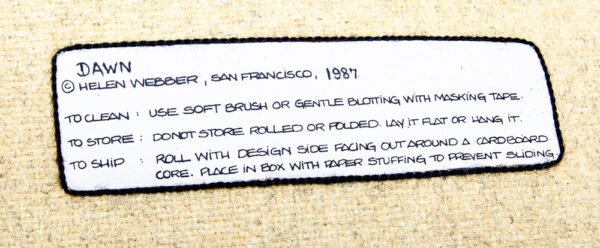 DAWN
© HELEN WEBBER, SAN FRANCISCO, 1987
TO CLEAN : USE SOFT BRUSH OR GENTLE BLOTTING WITH MASKING TAPE.
TO STORE : DO NOT STORE ROLLED OR FOLDED. LAY IT FLAT OR HANG IT.
TO SHIP : ROLL WITH DESIGN SIDE FACING OUT AROUND A CARDBOARD
CORE. PLACE IN BOX WITH PAPER STUFFING TO PREVENT SLIDING.